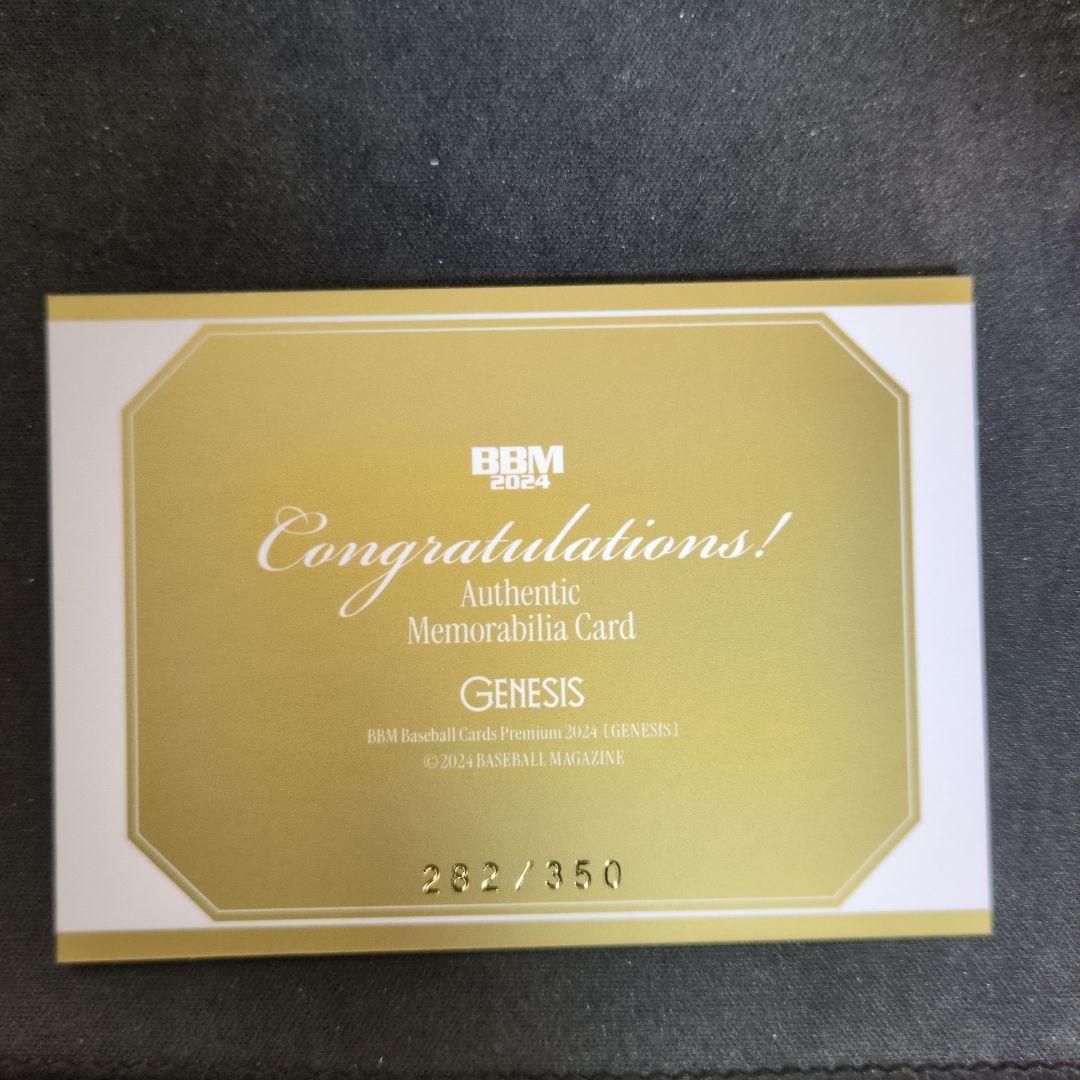 BBM
2024
Congratulations!
Authentic
Memorabilia Card
GENESIS
BBM Baseball Cards Premium 2024 [GENESIS]
© 2024 BASEBALL MAGAZINE
282/350